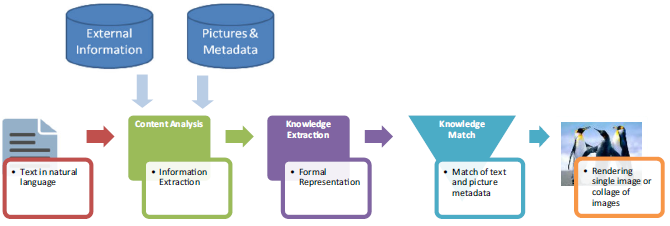 External
Information
Pictures &
Metadata
Content Analysis
Knowledge
Extraction
Knowledge
Match
• Text in natural
language
• Information
Extraction
• Formal
Representation
• Match of text
and picture
metadata
• Rendering
single image or
collage of
images